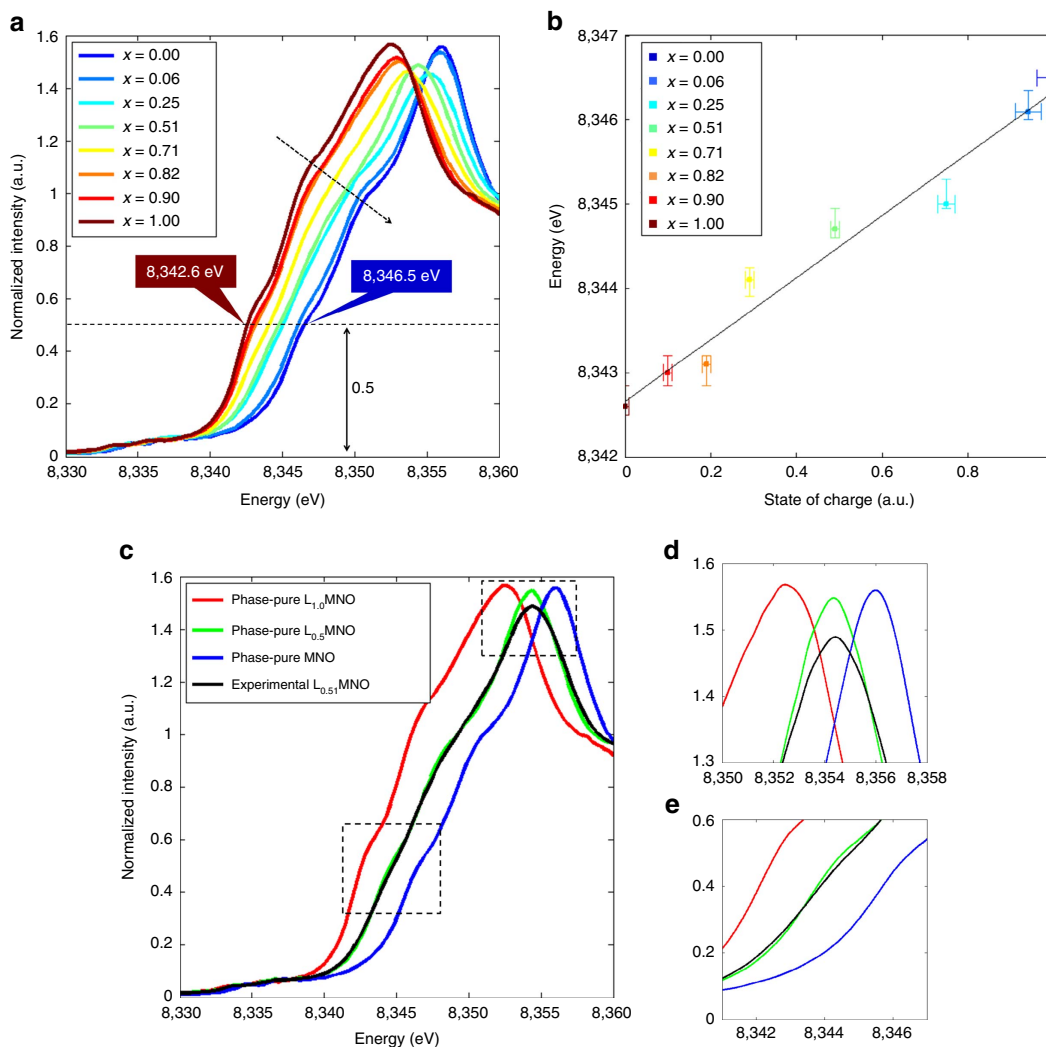 a
1.6
1.4
1.2
1
0.8
0.6
0.4
0.2
0
Normalized intensity (a.u.)
x = 0.00
x = 0.06
x = 0.25
x = 0.51
x = 0.71
x = 0.82
x = 0.90
x = 1.00
8,342.6 eV
8,346.5 eV
0.5
8,330
8,335
8,340
8,345
8,350
8,355
8,360
Energy (eV)
b
8,347
8,346
8,345
8,344
8,343
8,342
Energy (eV)
x = 0.00
x = 0.06
x = 0.25
x = 0.51
x = 0.71
x = 0.82
x = 0.90
x = 1.00
0
0.2
0.4
0.6
0.8
State of charge (a.u.)
c
1.6
1.4
1.2
1
0.8
0.6
0.4
0.2
0
Normalized intensity (a.u.)
Phase-pure L1.0MNO
Phase-pure L0.5MNO
Phase-pure MNO
Experimental L0.51MNO
8,330
8,335
8,340
8,345
8,350
8,355
8,360
Energy (eV)
d
1.6
1.5
1.4
1.3
8,350
8,352
8,354
8,356
8,358
e
0.6
0.4
0.2
0
8,342
8,344
8,346